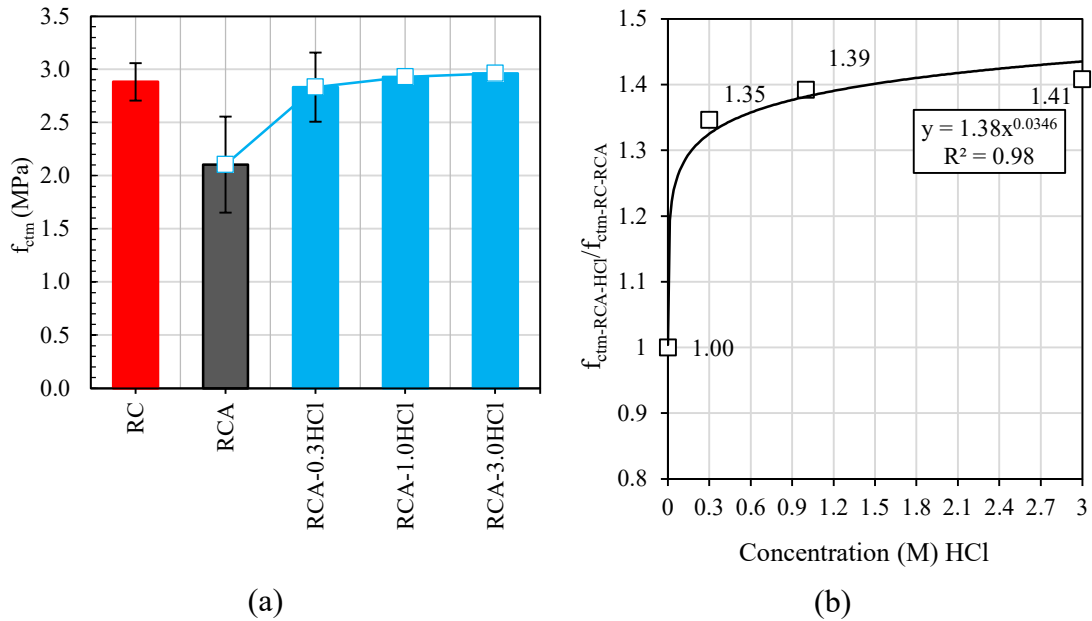 3.5
3.0
2.5
2.0
1.5
1.0
0.5
0.0
f_ctm (MPa)
RC
RCA
RCA-0.3HCl
RCA-1.0HCl
RCA-3.0HCl
(a)
1.5
1.4
1.3
1.2
1.1
1
0.9
0.8
f_ctm-RCA-HCl/f_ctm-RC-RCA
1.39
1.35
1.41
y = 1.38x^0.0346
R² = 0.98
1.00
0 0.3 0.6 0.9 1.2 1.5 1.8 2.1 2.4 2.7 3
Concentration (M) HCl
(b)